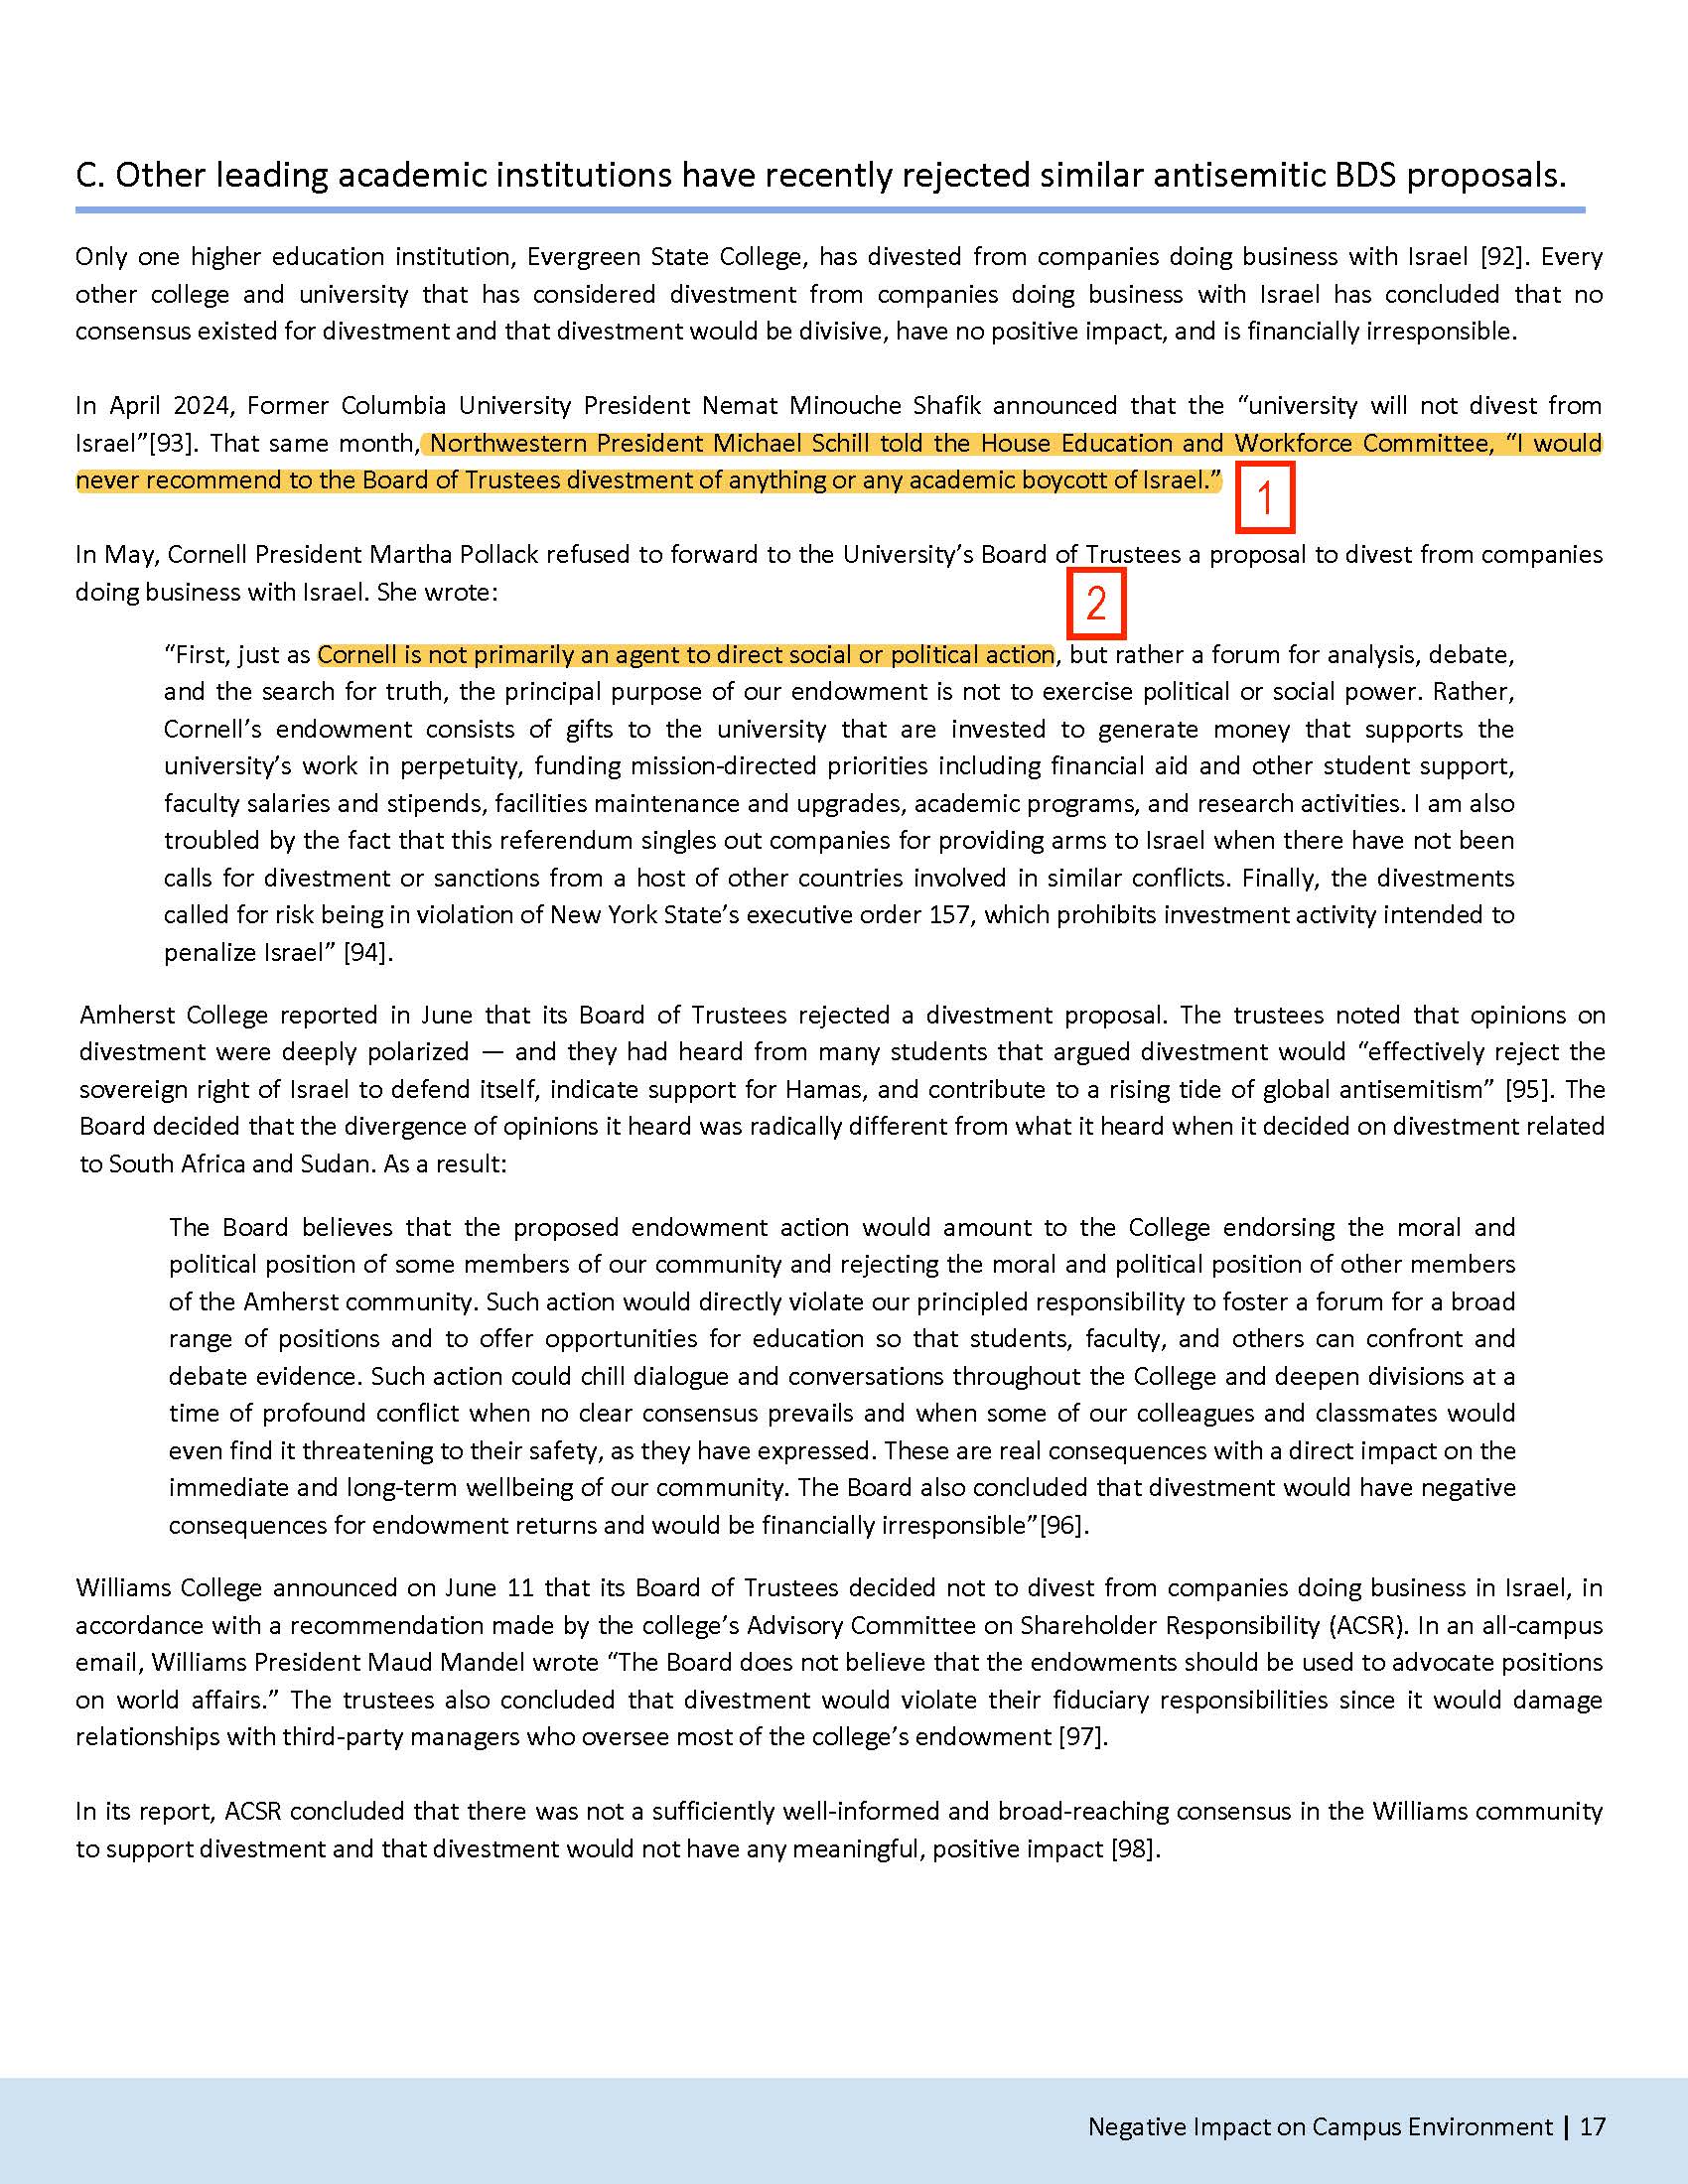 C. Other leading academic institutions have recently rejected similar antisemitic BDS proposals.
Only one higher education institution, Evergreen State College, has divested from companies doing business with Israel [92]. Every
other college and university that has considered divestment from companies doing business with Israel has concluded that no
consensus existed for divestment and that divestment would be divisive, have no positive impact, and is financially irresponsible.
In April 2024, Former Columbia University President Nemat Minouche Shafik announced that the “university will not divest from
Israel”[93]. That same month, Northwestern President Michael Schill told the House Education and Workforce Committee, “I would
never recommend to the Board of Trustees divestment of anything or any academic boycott of Israel.”
1
In May, Cornell President Martha Pollack refused to forward to the University’s Board of Trustees a proposal to divest from companies
doing business with Israel. She wrote:
2
“First, just as Cornell is not primarily an agent to direct social or political action, but rather a forum for analysis, debate,
and the search for truth, the principal purpose of our endowment is not to exercise political or social power. Rather,
Cornell’s endowment consists of gifts to the university that are invested to generate money that supports the
university’s work in perpetuity, funding mission-directed priorities including financial aid and other student support,
faculty salaries and stipends, facilities maintenance and upgrades, academic programs, and research activities. I am also
troubled by the fact that this referendum singles out companies for providing arms to Israel when there have not been
calls for divestment or sanctions from a host of other countries involved in similar conflicts. Finally, the divestments
called for risk being in violation of New York State’s executive order 157, which prohibits investment activity intended to
penalize Israel” [94].
Amherst College reported in June that its Board of Trustees rejected a divestment proposal. The trustees noted that opinions on
divestment were deeply polarized — and they had heard from many students that argued divestment would “effectively reject the
sovereign right of Israel to defend itself, indicate support for Hamas, and contribute to a rising tide of global antisemitism” [95]. The
Board decided that the divergence of opinions it heard was radically different from what it heard when it decided on divestment related
to South Africa and Sudan. As a result:
The Board believes that the proposed endowment action would amount to the College endorsing the moral and
political position of some members of our community and rejecting the moral and political position of other members
of the Amherst community. Such action would directly violate our principled responsibility to foster a forum for a broad
range of positions and to offer opportunities for education so that students, faculty, and others can confront and
debate evidence. Such action could chill dialogue and conversations throughout the College and deepen divisions at a
time of profound conflict when no clear consensus prevails and when some of our colleagues and classmates would
even find it threatening to their safety, as they have expressed. These are real consequences with a direct impact on the
immediate and long-term wellbeing of our community. The Board also concluded that divestment would have negative
consequences for endowment returns and would be financially irresponsible”[96].
Williams College announced on June 11 that its Board of Trustees decided not to divest from companies doing business in Israel, in
accordance with a recommendation made by the college’s Advisory Committee on Shareholder Responsibility (ACSR). In an all-campus
email, Williams President Maud Mandel wrote “The Board does not believe that the endowments should be used to advocate positions
on world affairs.” The trustees also concluded that divestment would violate their fiduciary responsibilities since it would damage
relationships with third-party managers who oversee most of the college’s endowment [97].
In its report, ACSR concluded that there was not a sufficiently well-informed and broad-reaching consensus in the Williams community
to support divestment and that divestment would not have any meaningful, positive impact [98].
Negative Impact on Campus Environment | 17